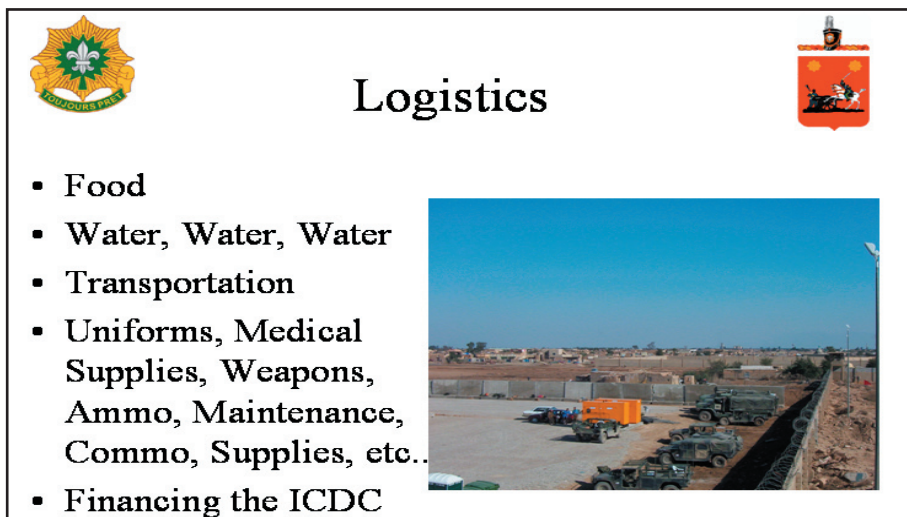 TOUJOURS PRET
Logistics
• Food
• Water, Water, Water
• Transportation
• Uniforms, Medical
Supplies, Weapons,
Ammo, Maintenance,
Commo, Supplies, etc..
• Financing the ICDC